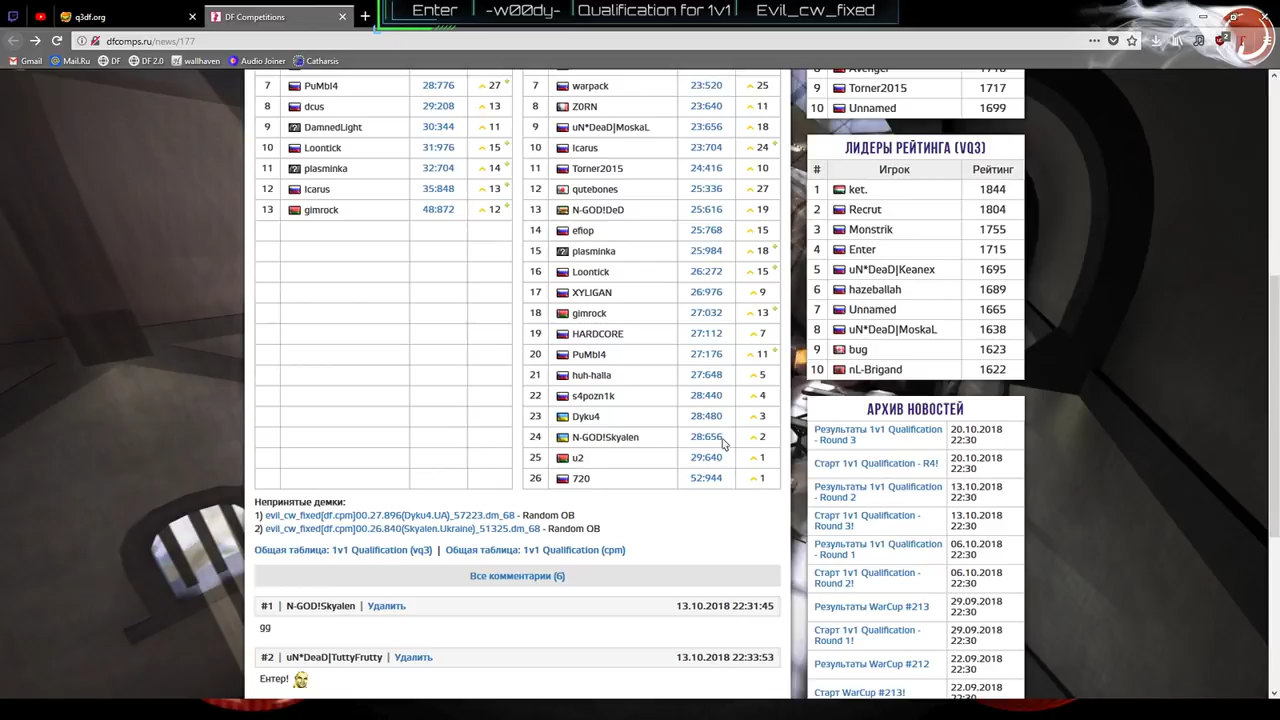 Enter -w00dy- Qualification for 1v1 Evil_cw_fixed
q3df.org
DF Competitions
dfcomps.ru/news/177
Gmail Mail.Ru DF DF 2.0 wallhaven Audio Joiner Catharsis
7 PuMbl4 28:776 27
8 dcus 29:208 13
9 DamnedLight 30:344 11
10 Loontick 31:976 15
11 plasminka 32:704 14
12 Icarus 35:848 13
13 gimrock 48:872 12
7 warpack 23:520 25
8 Z0RN 23:640 11
9 uN*DeaD|MoskaL 23:656 18
10 Icarus 23:704 24
11 Torner2015 24:416 10
12 qutebones 25:336 27
13 N-GOD!DeD 25:616 19
14 efiop 25:768 15
15 plasminka 25:984 18
16 Loontick 26:272 15
17 XYLIGAN 26:976 9
18 gimrock 27:032 13
19 HARDCORE 27:112 7
20 PuMbl4 27:176 11
21 huh-halla 27:648 5
22 s4pozn1k 28:440 4
23 Dyku4 28:480 3
24 N-GOD!Skyalen 28:656 2
25 u2 29:640 1
26 720 52:944 1
Непринятые демки:
1) evil_cw_fixed[df.cpm]00.27.896(Dyku4.UA)_57223.dm_68 - Random OB
2) evil_cw_fixed[df.cpm]00.26.840(Skyalen.Ukraine)_51325.dm_68 - Random OB
Общая таблица: 1v1 Qualification (vq3) | Общая таблица: 1v1 Qualification (cpm)
Все комментарии (6)
#1 | N-GOD!Skyalen | Удалить 13.10.2018 22:31:45
gg
#2 | uN*DeaD|TuttyFrutty | Удалить 13.10.2018 22:33:53
Ентер!
9 Torner2015 1717
10 Unnamed 1699
ЛИДЕРЫ РЕЙТИНГА (VQ3)
# Игрок Рейтинг
1 ket. 1844
2 Recrut 1804
3 Monstrik 1755
4 Enter 1715
5 uN*DeaD|Keanex 1695
6 hazeballah 1689
7 Unnamed 1665
8 uN*DeaD|MoskaL 1638
9 bug 1623
10 nL-Brigand 1622
АРХИВ НОВОСТЕЙ
Результаты 1v1 Qualification 20.10.2018
- Round 3 22:30
Старт 1v1 Qualification - R4! 20.10.2018
22:30
Результаты 1v1 Qualification 13.10.2018
- Round 2 22:30
Старт 1v1 Qualification - 13.10.2018
Round 3! 22:30
Результаты 1v1 Qualification 06.10.2018
- Round 1 22:30
Старт 1v1 Qualification - 06.10.2018
Round 2! 22:30
Результаты WarCup #213 29.09.2018
22:30
Старт 1v1 Qualification - 29.09.2018
Round 1! 22:30
Результаты WarCup #212 22.09.2018
22:30
Старт WarCup #213! 22.09.2018
22:30